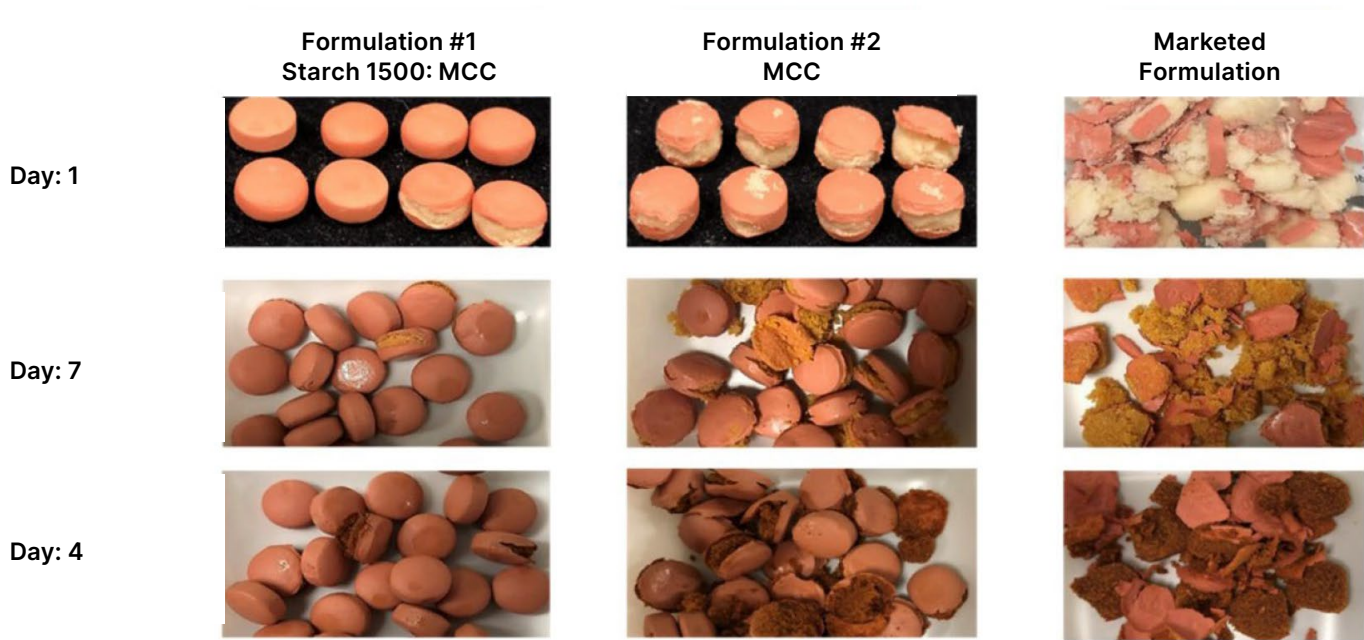 Formulation #1
Starch 1500: MCC
Formulation #2
MCC
Marketed
Formulation
Day: 1
Day: 7
Day: 4